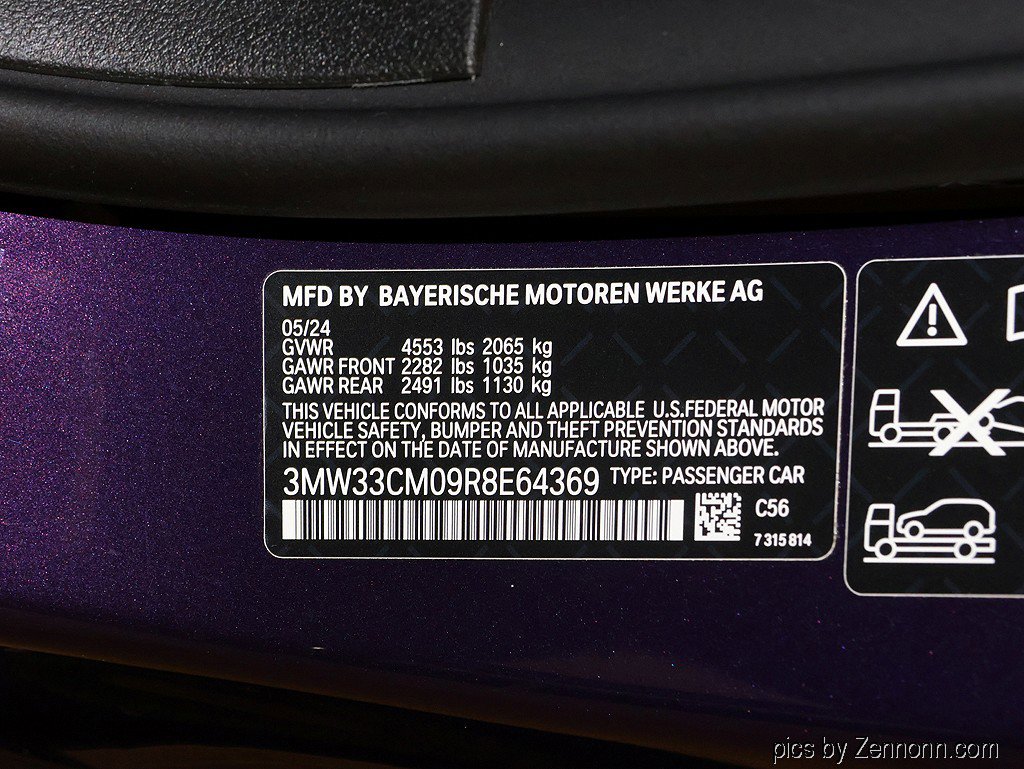 MFD BY BAYERISCHE MOTOREN WERKE AG
05/24
GVWR 4553 lbs 2065 kg
GAWR FRONT 2282 lbs 1035 kg
GAWR REAR 2491 lbs 1130 kg
THIS VEHICLE CONFORMS TO ALL APPLICABLE U.S.FEDERAL MOTOR
VEHICLE SAFETY, BUMPER AND THEFT PREVENTION STANDARDS
IN EFFECT ON THE DATE OF MANUFACTURE SHOWN ABOVE.
3MW33CM09R8E64369 TYPE: PASSENGER CAR
C56
7 315 814
pics by Zennonn.com